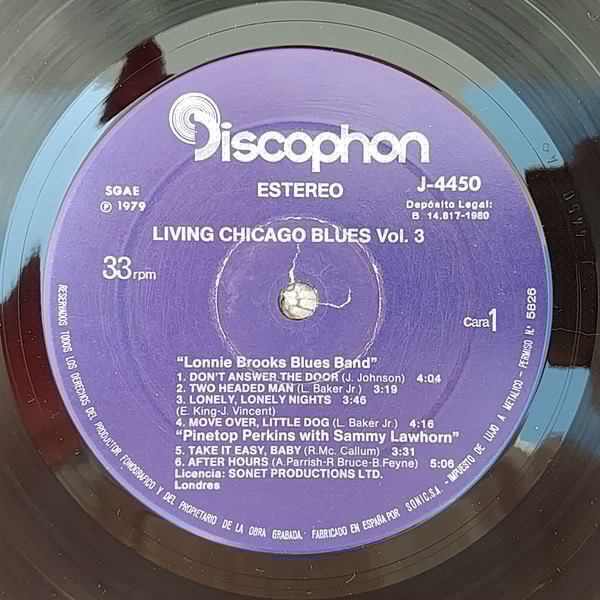 Discophon
SGAE
℗ 1979
ESTEREO
J-4450
Depósito Legal:
B. 14.617-1980
LIVING CHICAGO BLUES Vol. 3
33 rpm
Cara 1
"Lonnie Brooks Blues Band"
1. DON'T ANSWER THE DOOR (J. Johnson) 4:04
2. TWO HEADED MAN (L. Baker Jr.) 3:19
3. LONELY, LONELY NIGHTS 3:46
(E. King-J. Vincent)
4. MOVE OVER, LITTLE DOG (L. Baker Jr.) 4:16
"Pinetop Perkins with Sammy Lawhorn"
5. TAKE IT EASY, BABY (R.Mc. Callum) 3:31
6. AFTER HOURS (A.Parrish-R Bruce-B.Feyne) 5:06
Licencia: SONET PRODUCTIONS LTD.
Londres
RESERVADOS TODOS LOS DERECHOS DEL PRODUCTOR FONOGRAFICO Y DEL PROPIETARIO DE LA OBRA GRABADA. FABRICADO EN ESPAÑA POR SONIC,S.A. - IMPUESTO DE LUJO A METALICO - PERMISO N.º 5826